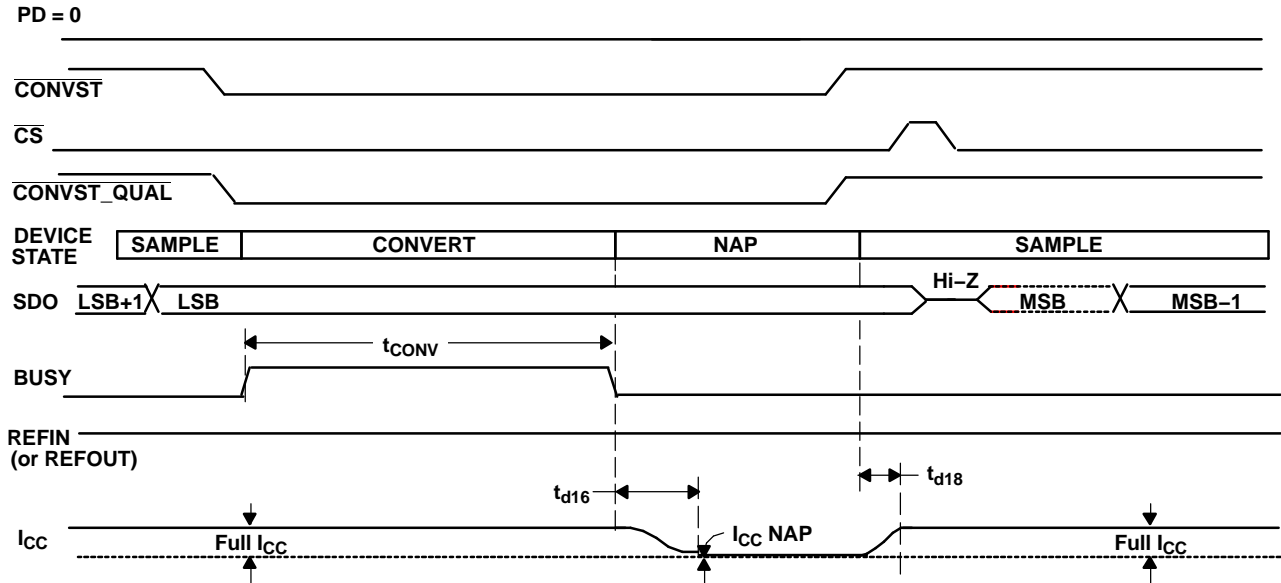 PD = 0
CONVST
CS
CONVST_QUAL
DEVICE STATE
SAMPLE CONVERT NAP SAMPLE
SDO LSB+1 LSB Hi–Z MSB MSB–1
tCONV
BUSY
REFIN
(or REFOUT)
td16 td18
ICC Full ICC ICC NAP Full ICC